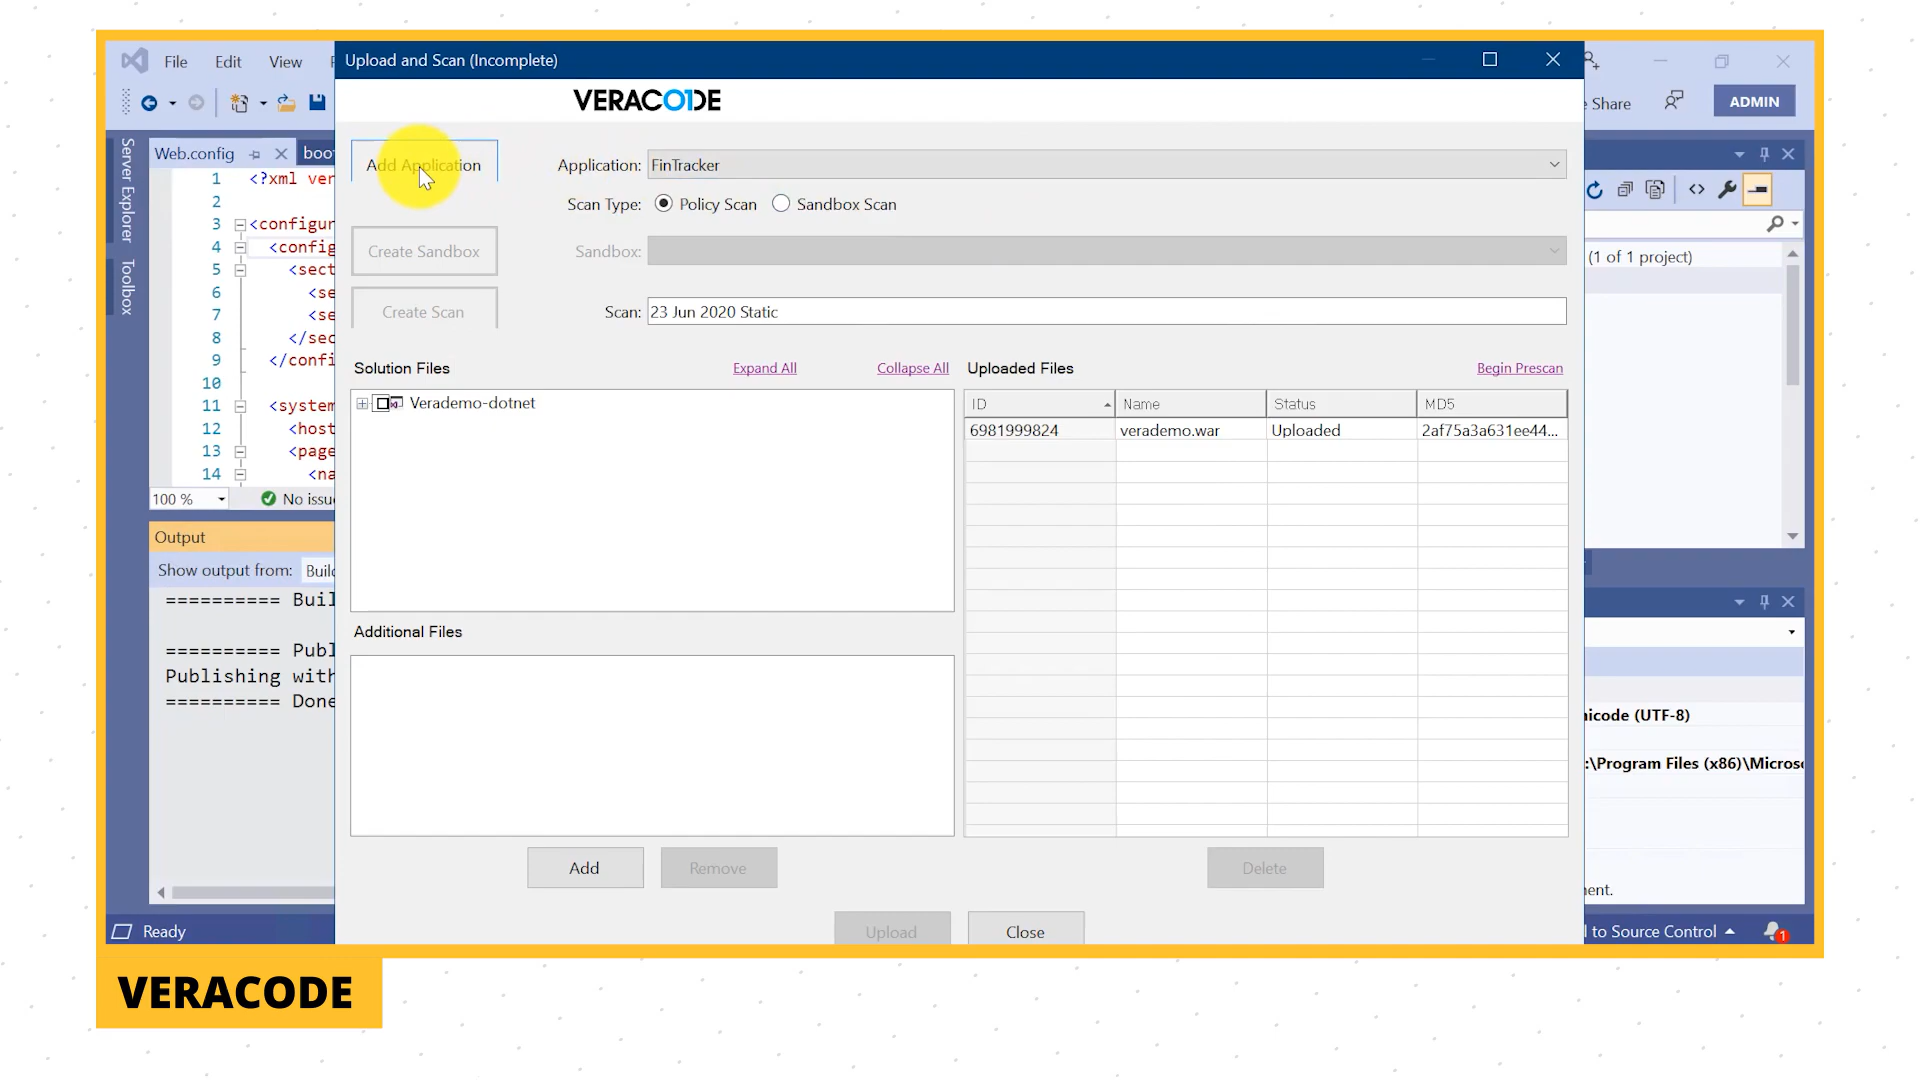 File Edit View
Upload and Scan (Incomplete)
Share
ADMIN
VERACODE
Server Explorer
Toolbox
Web.config
Add Application
Application: FinTracker
Scan Type: Policy Scan Sandbox Scan
Create Sandbox
Sandbox:
Create Scan
Scan: 23 Jun 2020 Static
1 <?xml ver
2
3 <configur
4 <config
5 <sect
6 <se
7 <se
8 </sec
9 </confi
10
11 <system
12 <host
13 <page
14 <na
100 %
No issu
(1 of 1 project)
Solution Files Expand All Collapse All
Verademo-dotnet
Uploaded Files Begin Prescan
ID Name Status MD5
6981999824 verademo.war Uploaded 2af75a3a631ee44...
Additional Files
Output
Show output from: Build
========== Buil
========== Publ
Publishing with
========== Done
nicode (UTF-8)
:\Program Files (x86)\Micros
ent.
Add Remove
Delete
Upload Close
Ready
to Source Control
1
VERACODE